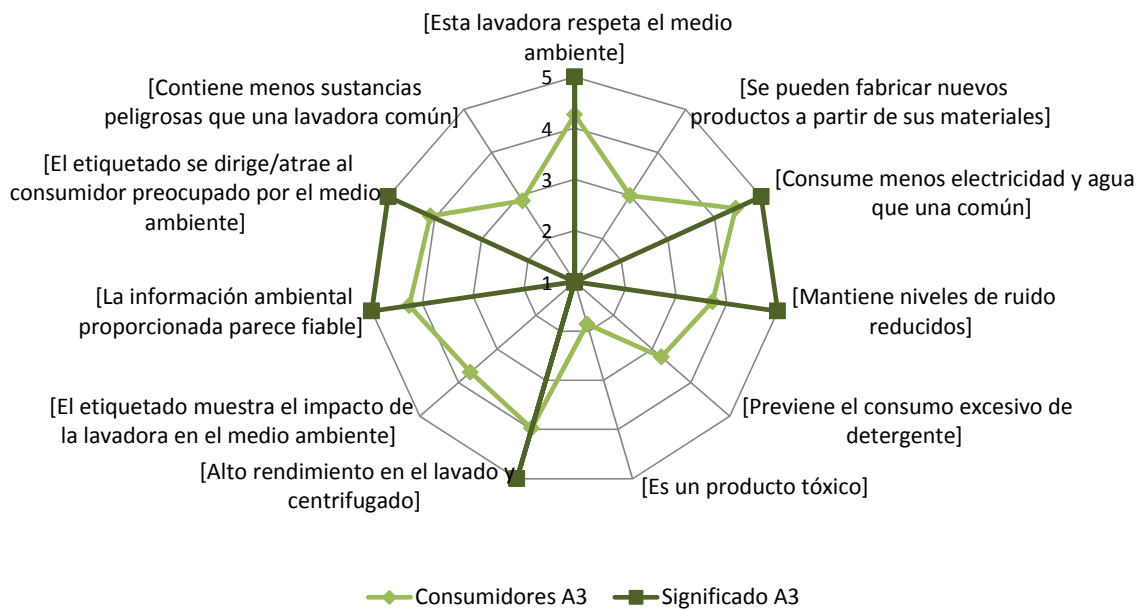 [Esta lavadora respeta el medio
ambiente]
[Se pueden fabricar nuevos
productos a partir de sus materiales]
[Consume menos electricidad y agua
que una común]
[Mantiene niveles de ruido
reducidos]
[Previene el consumo excesivo de
detergente]
[Es un producto tóxico]
[Alto rendimiento en el lavado y
centrifugado]
[El etiquetado muestra el impacto de
la lavadora en el medio ambiente]
[La información ambiental
proporcionada parece fiable]
[El etiquetado se dirige/atrae al
consumidor preocupado por el medio
ambiente]
[Contiene menos sustancias
peligrosas que una lavadora común]
5
4
3
2
1
Consumidores A3
Significado A3